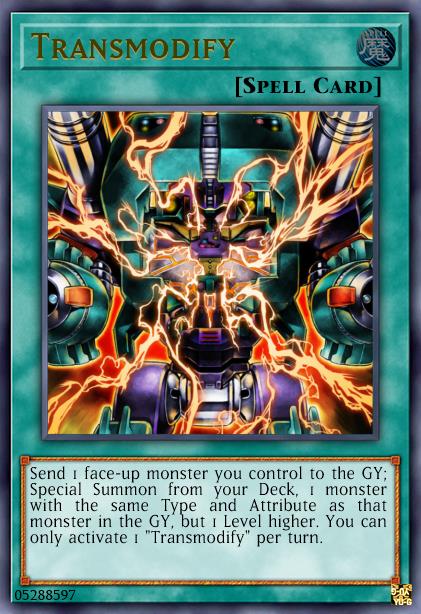 Transmodify
魔
[Spell Card]
Send 1 face-up monster you control to the GY;
Special Summon from your Deck, 1 monster
with the same Type and Attribute as that
monster in the GY, but 1 Level higher. You can
only activate 1 "Transmodify" per turn.
05288597